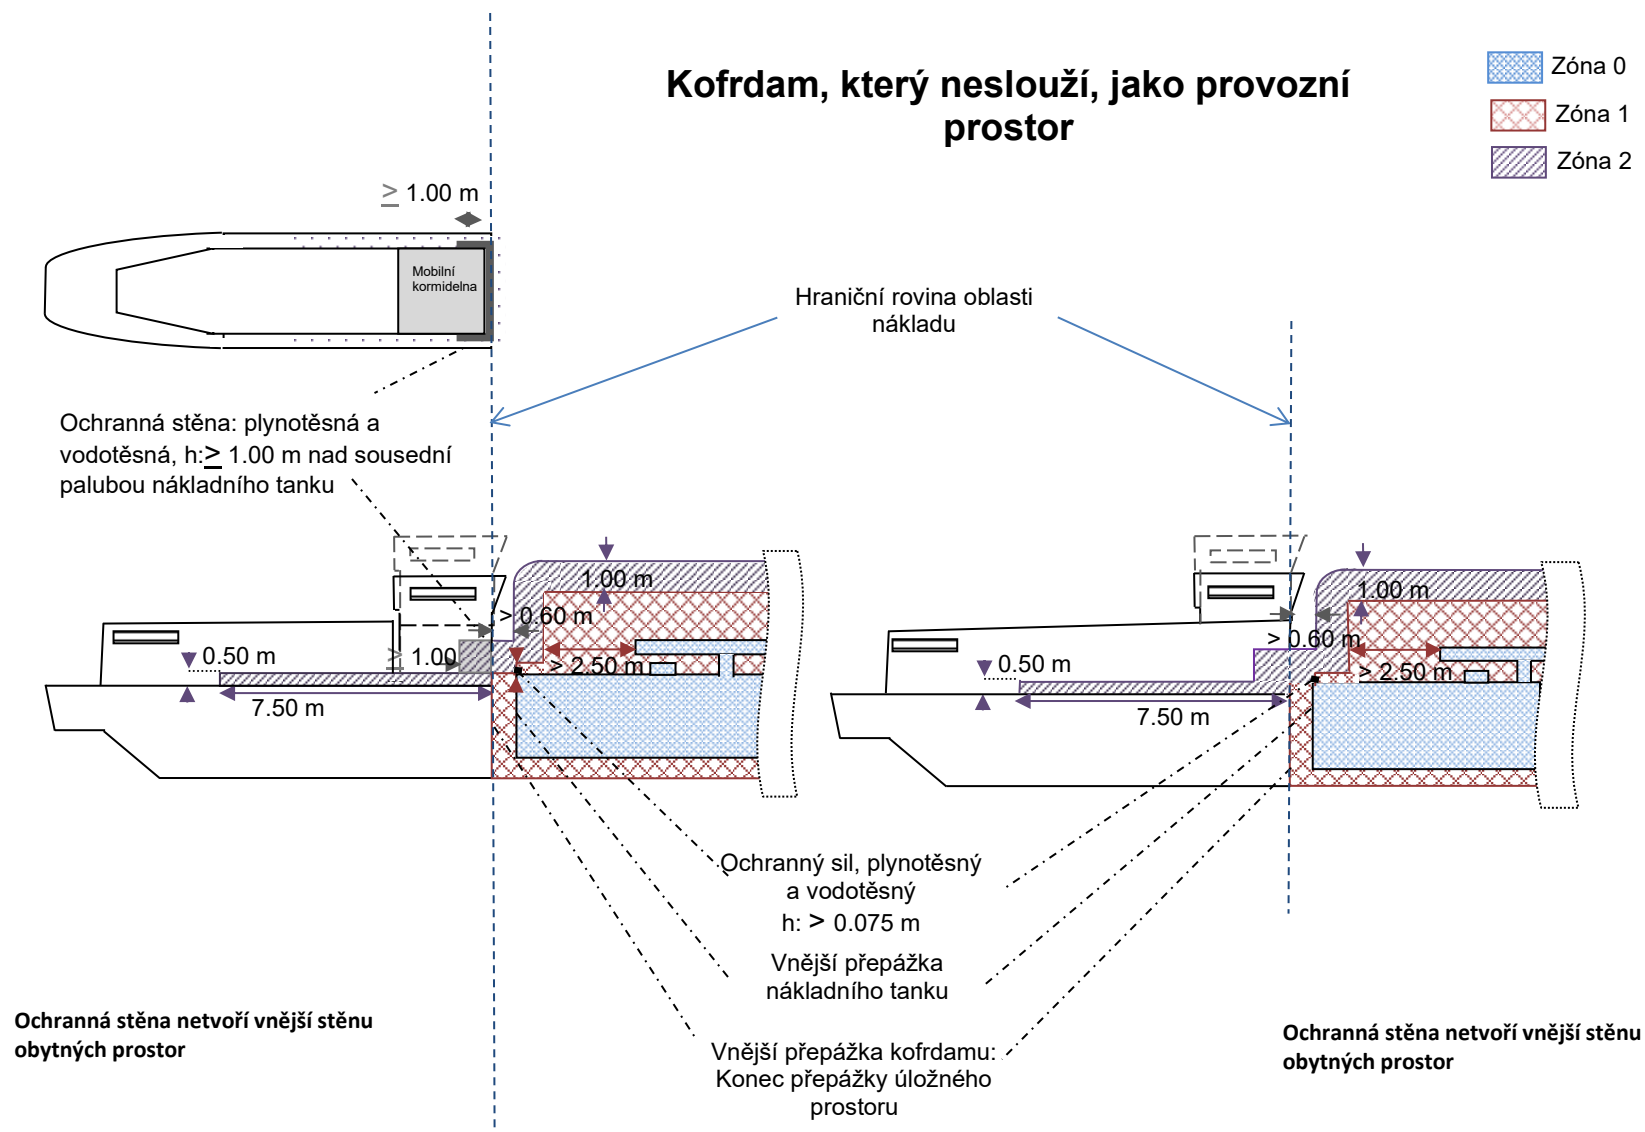 Kofrdam, který neslouží, jako provozní
prostor
Zóna 0
Zóna 1
Zóna 2
≥ 1.00 m
Mobilní
kormidelna
Hraniční rovina oblasti
nákladu
Ochranná stěna: plynotěsná a
vodotěsná, h:≥ 1.00 m nad sousední
palubou nákladního tanku
1.00 m
> 0.60 m
≥ 1.00
0.50 m
> 2.50 m
7.50 m
1.00 m
> 0.60 m
0.50 m
> 2.50 m
7.50 m
Ochranný sil, plynotěsný
a vodotěsný
h: > 0.075 m
Vnější přepážka
nákladního tanku
Vnější přepážka kofrdamu:
Konec přepážky úložného
prostoru
Ochranná stěna netvoří vnější stěnu
obytných prostor
Ochranná stěna netvoří vnější stěnu
obytných prostor